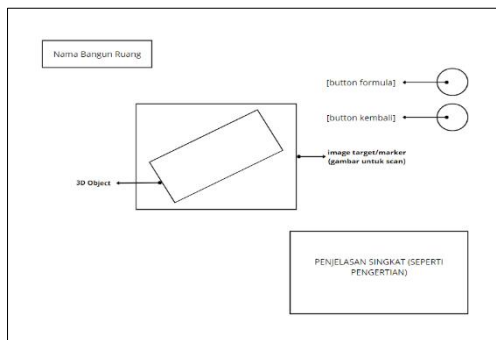 Nama Bangun Ruang
[button formula]
[button kembali]
image target/marker
(gambar untuk scan)
3D Object
PENJELASAN SINGKAT (SEPERTI
PENGERTIAN)